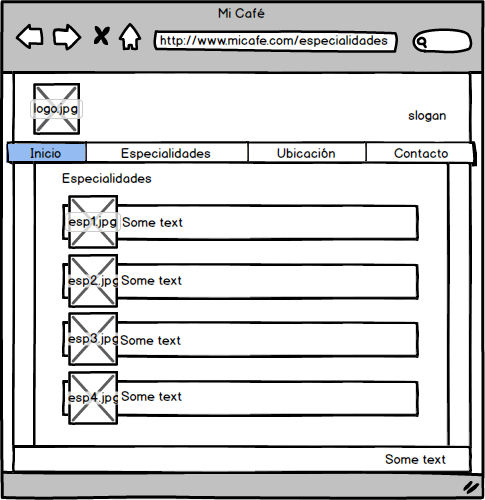 Mi Café
http://www.micafe.com/especialidades
logo.jpg
slogan
Inicio Especialidades Ubicación Contacto
Especialidades
esp1.jpg Some text
esp2.jpg Some text
esp3.jpg Some text
esp4.jpg Some text
Some text